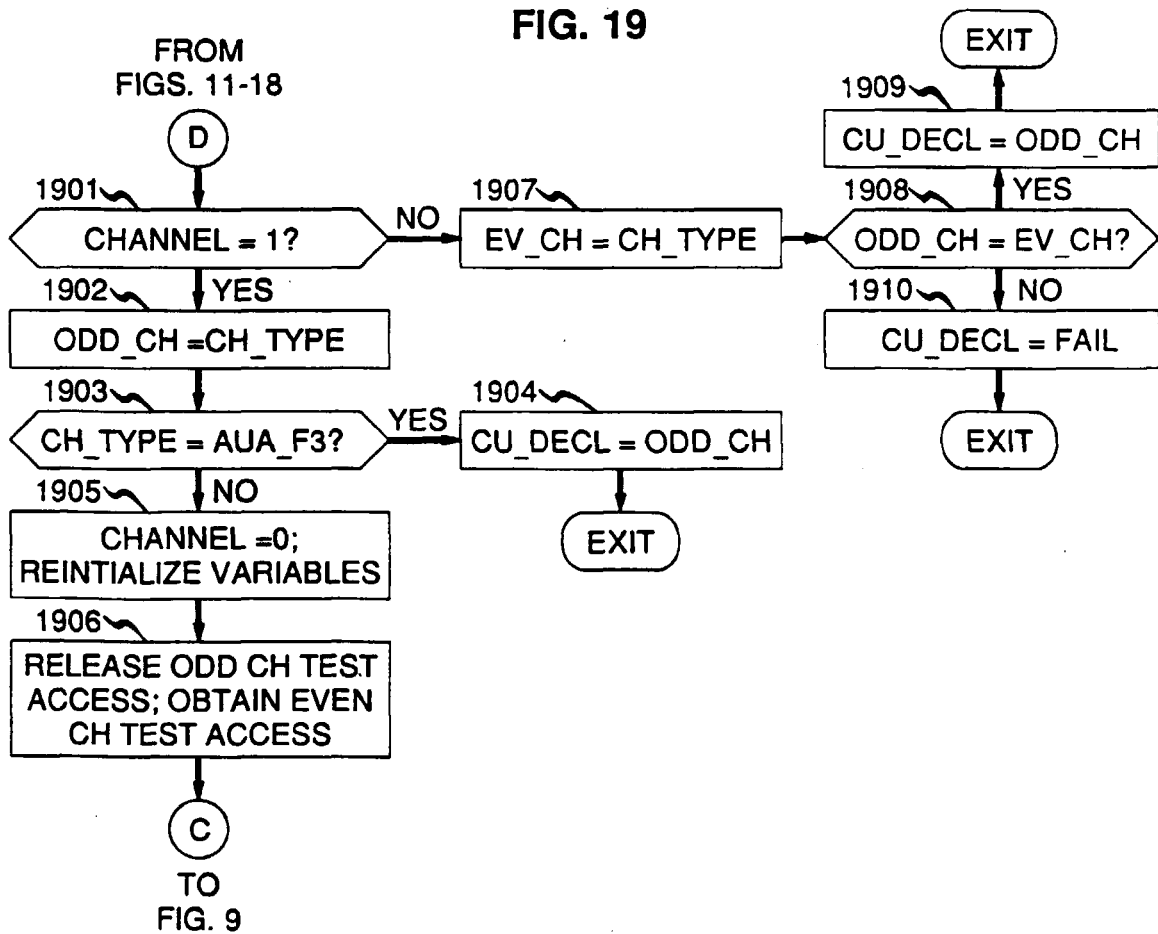 FIG. 19
FROM
FIGS. 11-18
D
1901
CHANNEL = 1?
NO
YES
1902
ODD_CH =CH_TYPE
1903
CH_TYPE = AUA_F3?
YES
NO
1904
CU_DECL = ODD_CH
EXIT
1905
CHANNEL =0;
REINTIALIZE VARIABLES
1906
RELEASE ODD CH TEST
ACCESS; OBTAIN EVEN
CH TEST ACCESS
C
TO
FIG. 9
1907
EV_CH = CH_TYPE
1908
ODD_CH = EV_CH?
YES
NO
1909
CU_DECL = ODD_CH
EXIT
1910
CU_DECL = FAIL
EXIT